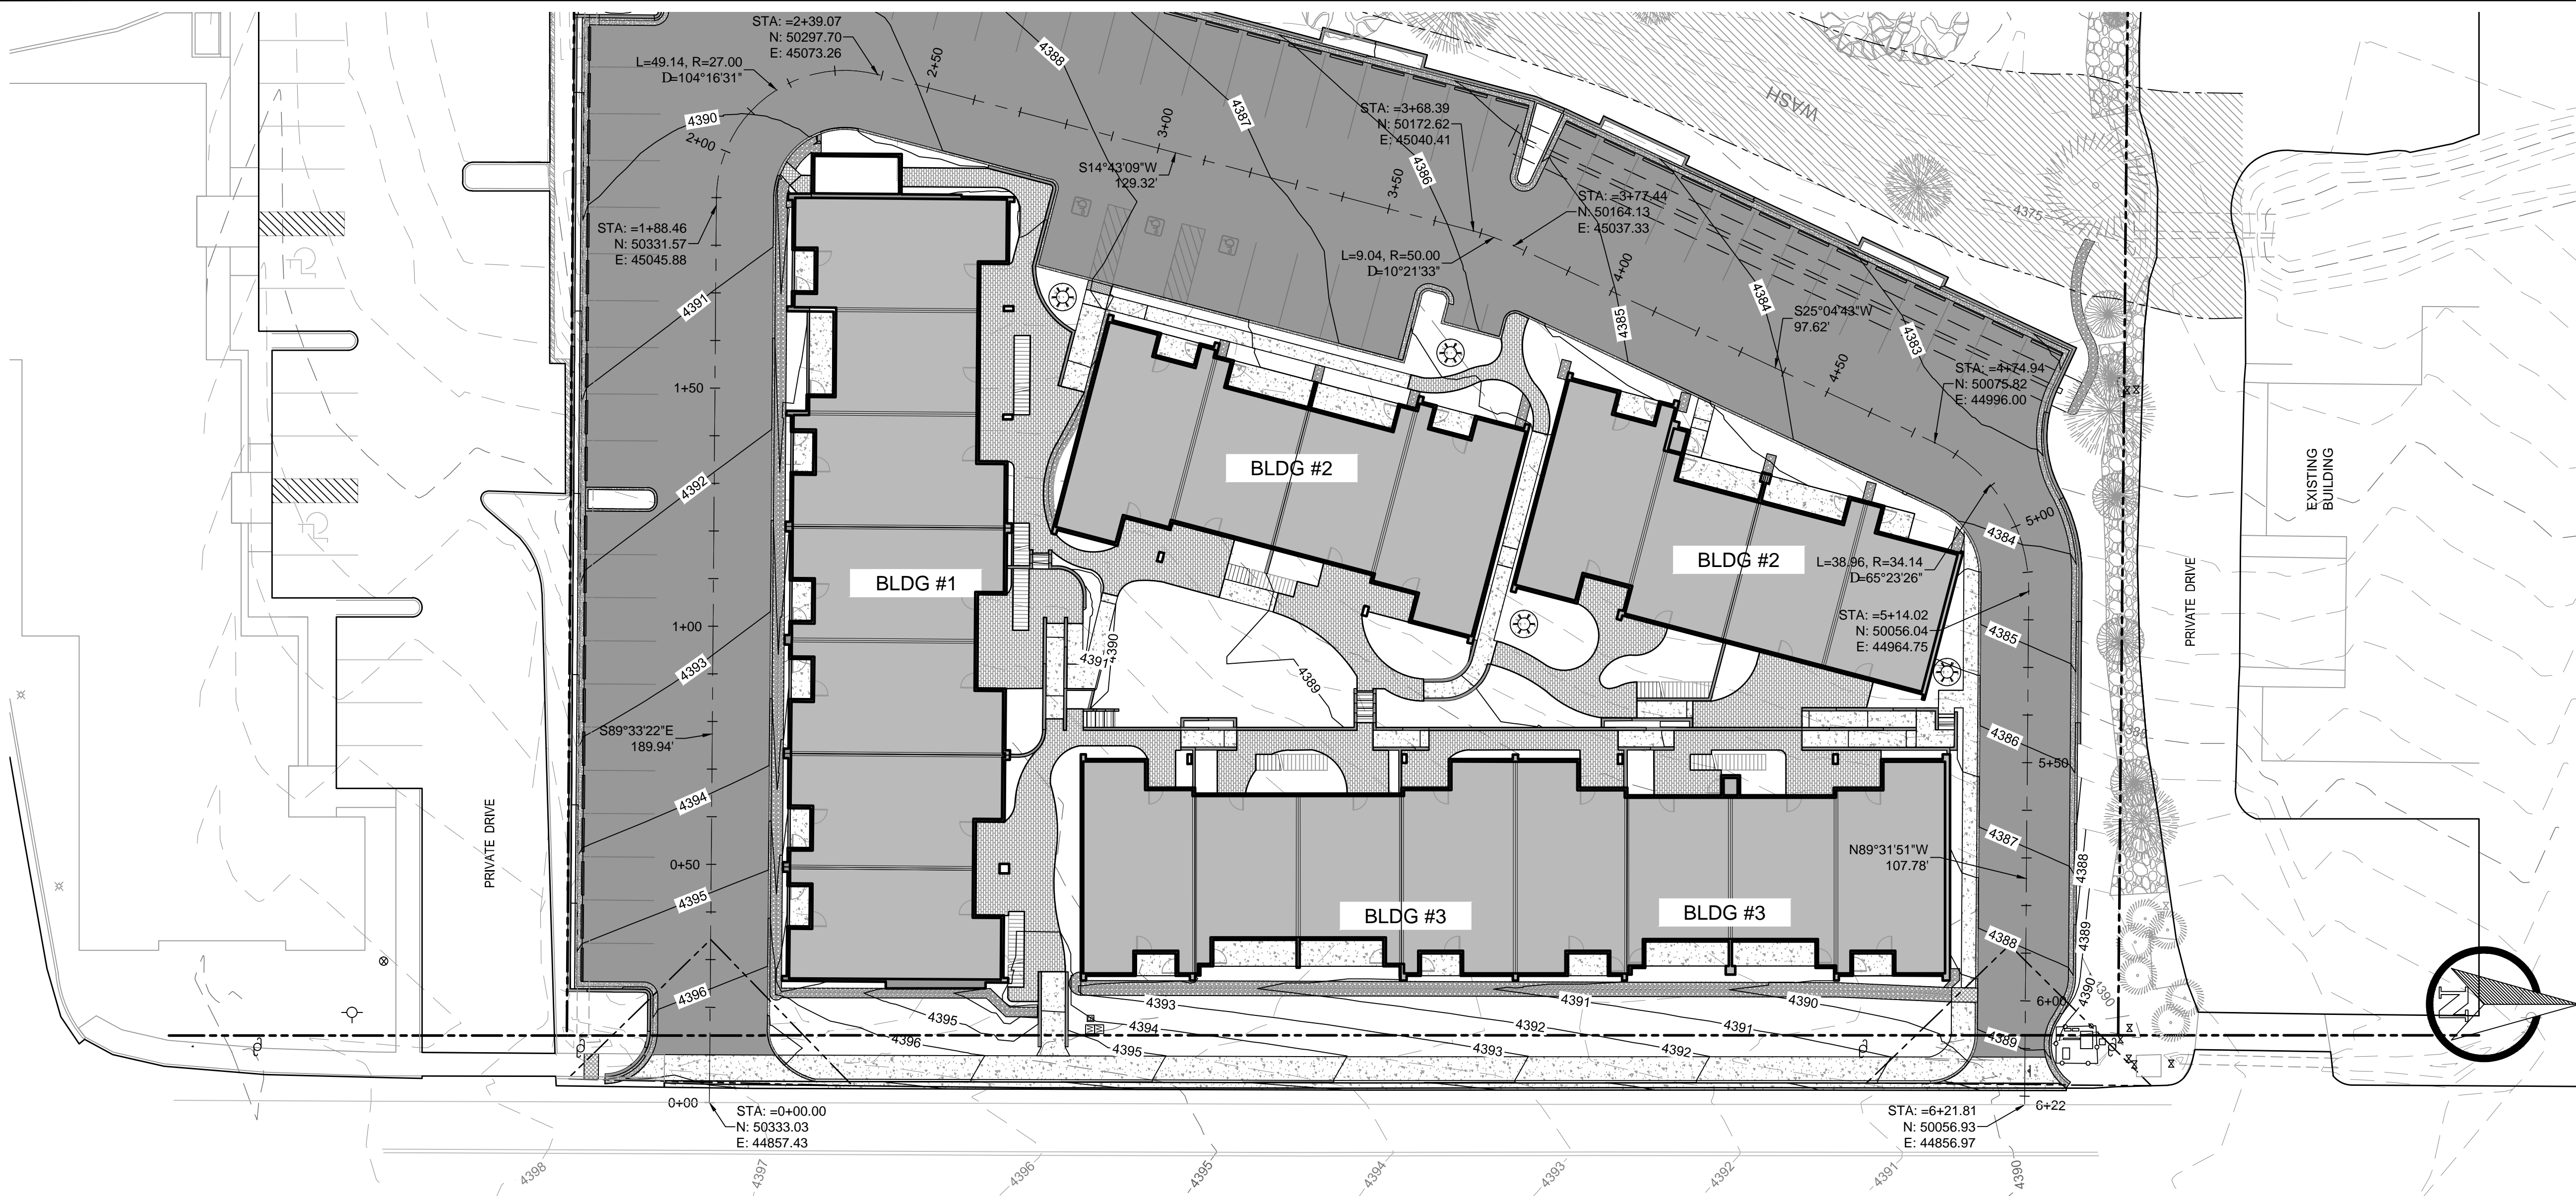 STA: =2+39.07
N: 50297.70
E: 45073.26
L=49.14, R=27.00
D=104°16'31"
2+50
4388
4387
4390
2+00
3+00
S14°43'09"W
129.32'
STA: =3+68.39
N: 50172.62
E: 45040.41
4386
3+50
WASH
4375
STA: =1+88.46
N: 50331.57
E: 45045.88
STA: =3+77.44
N: 50164.13
E: 45037.33
L=9.04, R=50.00
D=10°21'33"
4+00
4385
4384
S25°04'43"W
97.62'
4383
4+50
STA: =4+74.94
N: 50075.82
E: 44996.00
4391
1+50
4392
BLDG #2
EXISTING
BUILDING
5+00
4384
BLDG #1
BLDG #2
L=38.96, R=34.14
D=65°23'26"
STA: =5+14.02
N: 50056.04
E: 44964.75
PRIVATE DRIVE
1+00
4393
4391
4390
4389
4385
S89°33'22"E
189.94'
4386
4385
5+50
4394
PRIVATE DRIVE
0+50
4387
4388
N89°31'51"W
107.78'
4395
BLDG #3
BLDG #3
4388
4389
4396
4393
4391
4390
6+00
4390
4390
N
4395
4394
4392
4391
4396
4395
4393
4392
4389
0+00
STA: =0+00.00
N: 50333.03
E: 44857.43
STA: =6+21.81
N: 50056.93
E: 44856.97
6+22
4398
4397
4396
4395
4394
4393
4392
4391
4390